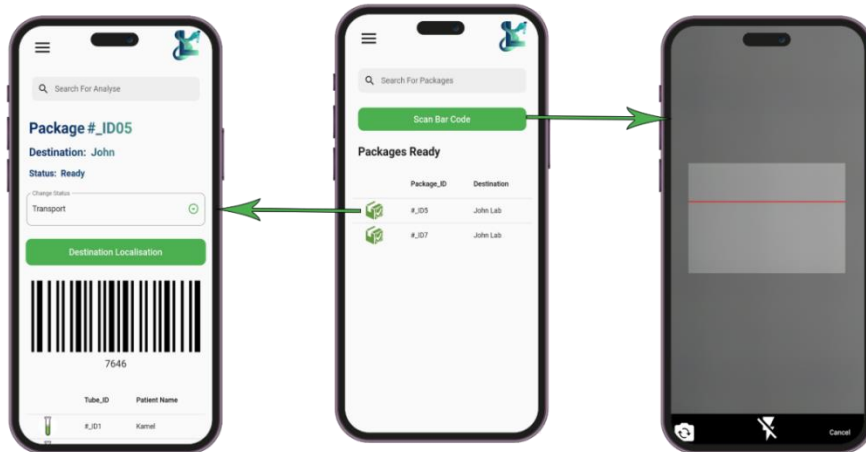 Search For Analyse
Package #_ID05
Destination: John
Status: Ready
Change Status
Transport
Destination Localisation
7646
Tube_ID Patient Name
#_ID1 Kamel
Search For Packages
Scan Bar Code
Packages Ready
Package_ID Destination
#_ID5 John Lab
#_ID7 John Lab
Cancel